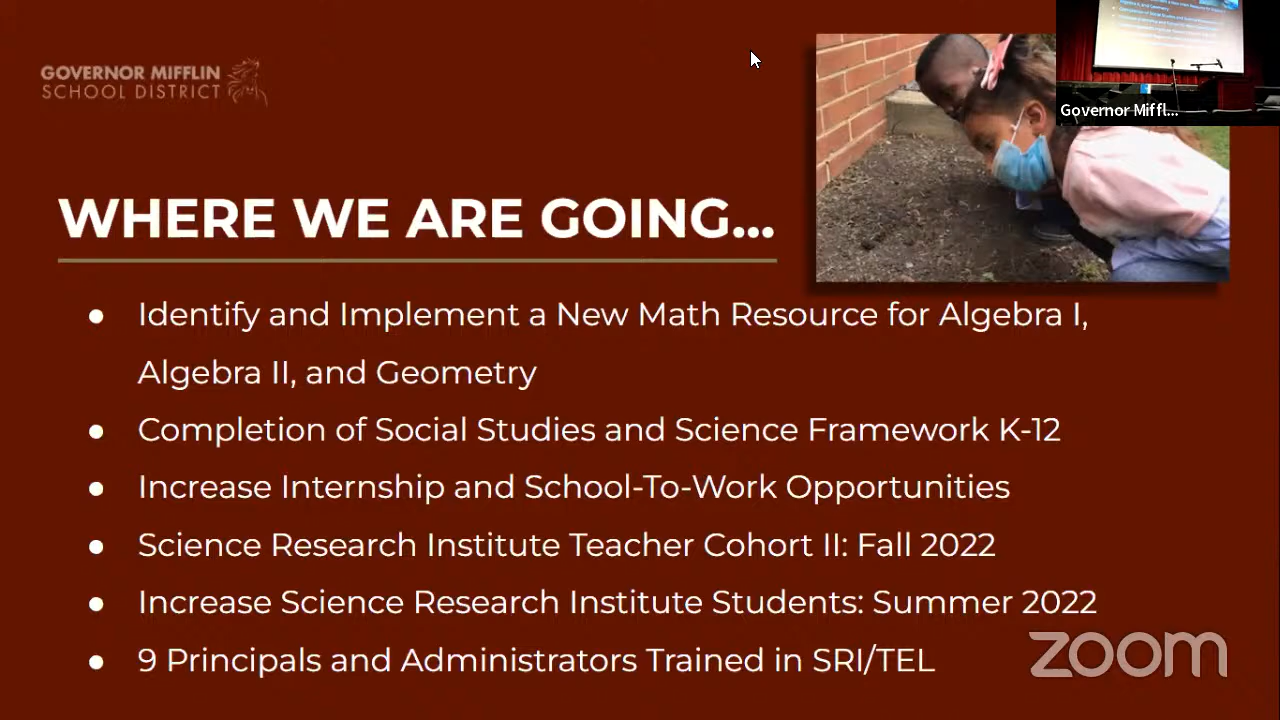 GOVERNOR MIFFLIN
SCHOOL DISTRICT
Governor Miffl...
WHERE WE ARE GOING...
● Identify and Implement a New Math Resource for Algebra I,
Algebra II, and Geometry
● Completion of Social Studies and Science Framework K-12
● Increase Internship and School-To-Work Opportunities
● Science Research Institute Teacher Cohort II: Fall 2022
● Increase Science Research Institute Students: Summer 2022
● 9 Principals and Administrators Trained in SRI/TEL
zoom